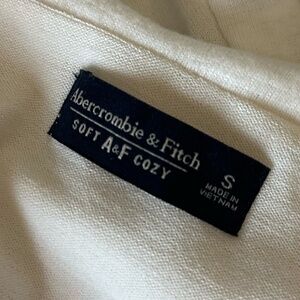 Abercrombie & Fitch
SOFT A&F COZY
S
MADE IN
VIETNAM